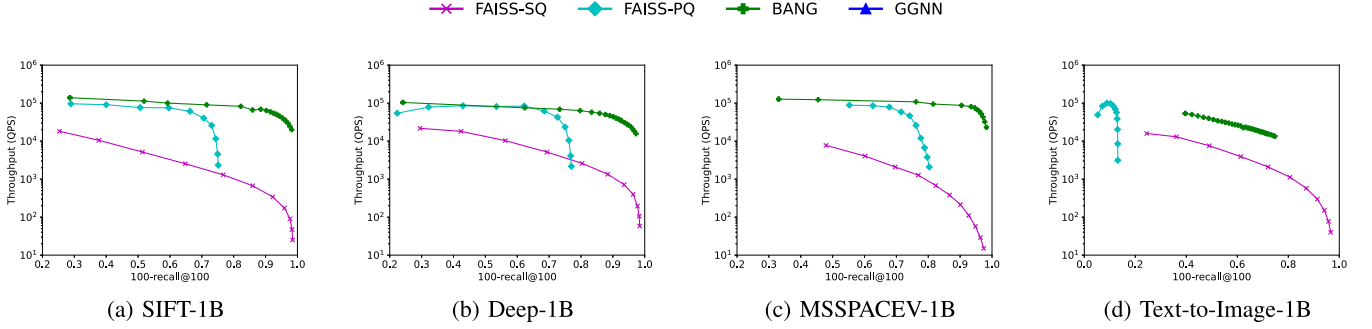 FAISS-SQ FAISS-PQ BANG GGNN
10^6
10^5
10^4
10^3
10^2
10^1
Throughput (QPS)
0.2 0.3 0.4 0.5 0.6 0.7 0.8 0.9 1.0
100-recall@100
(a) SIFT-1B
10^6
10^5
10^4
10^3
10^2
10^1
Throughput (QPS)
0.2 0.3 0.4 0.5 0.6 0.7 0.8 0.9 1.0
100-recall@100
(b) Deep-1B
10^6
10^5
10^4
10^3
10^2
10^1
Throughput (QPS)
0.2 0.3 0.4 0.5 0.6 0.7 0.8 0.9 1.0
100-recall@100
(c) MSSPACEV-1B
10^6
10^5
10^4
10^3
10^2
10^1
Throughput (QPS)
0.0 0.2 0.4 0.6 0.8 1.0
100-recall@100
(d) Text-to-Image-1B